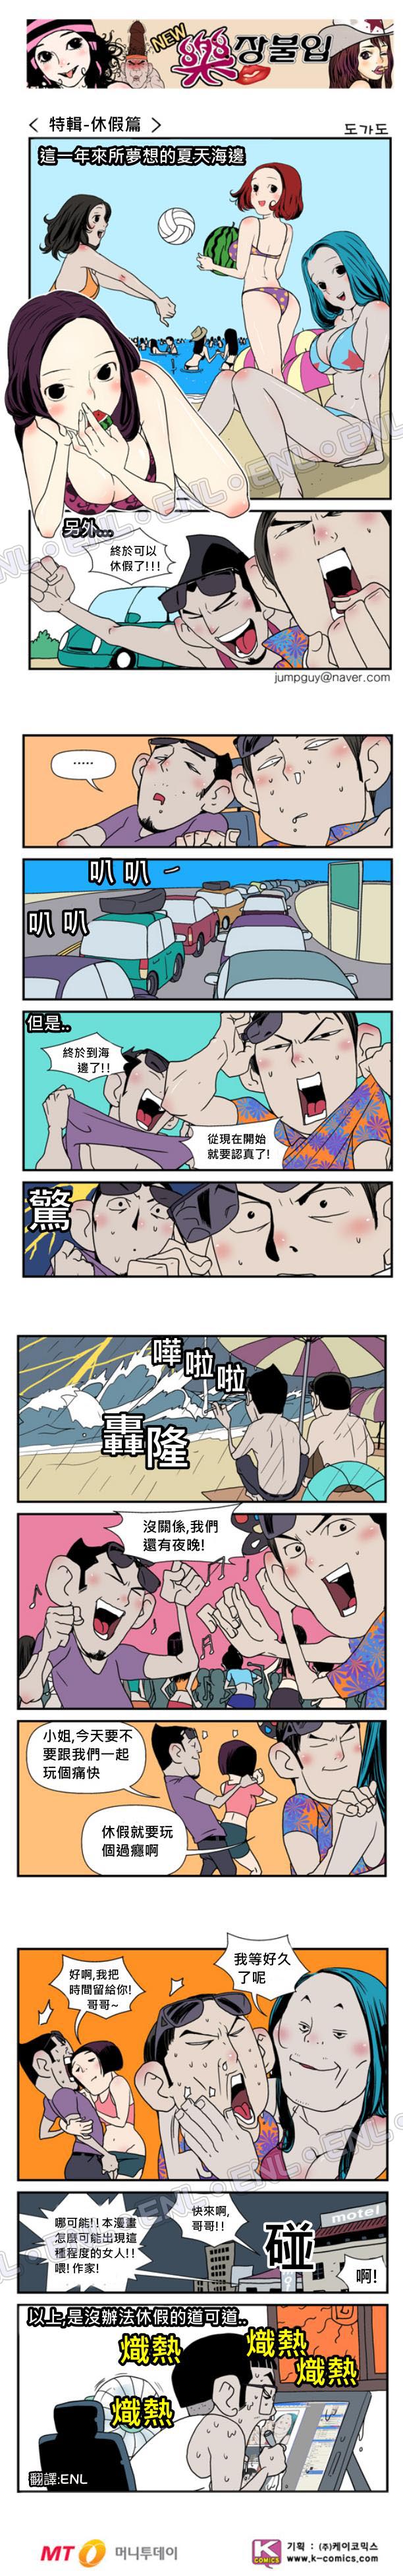 NEW 樂 장불입
< 特輯-休假篇 >
도가도
這一年來所夢想的夏天海邊
另外...
終於可以
休假了!!!
jumpguy@naver.com
.....
叭 叭
叭 叭
但是..
終於到海
邊了!!
從現在開始
就要認真了!
驚
嘩啦啦
轟隆
沒關係,我們
還有夜晚!
小姐,今天要不
要跟我們一起
玩個痛快
休假就要玩
個過癮啊
好啊,我把
時間留給你!
哥哥~
我等好久
了呢
哪可能!!本漫畫
怎麼可能出現這
種程度的女人!!
喂!作家!
快來啊,
哥哥!!
motel
碰
啊!
以上,是沒辦法休假的道可道..
熾熱
熾熱
熾熱
熾熱
翻譯:ENL
MT 머니투데이
K COMICS
기획 : (주)케이코믹스
www.k-comics.com
ENL